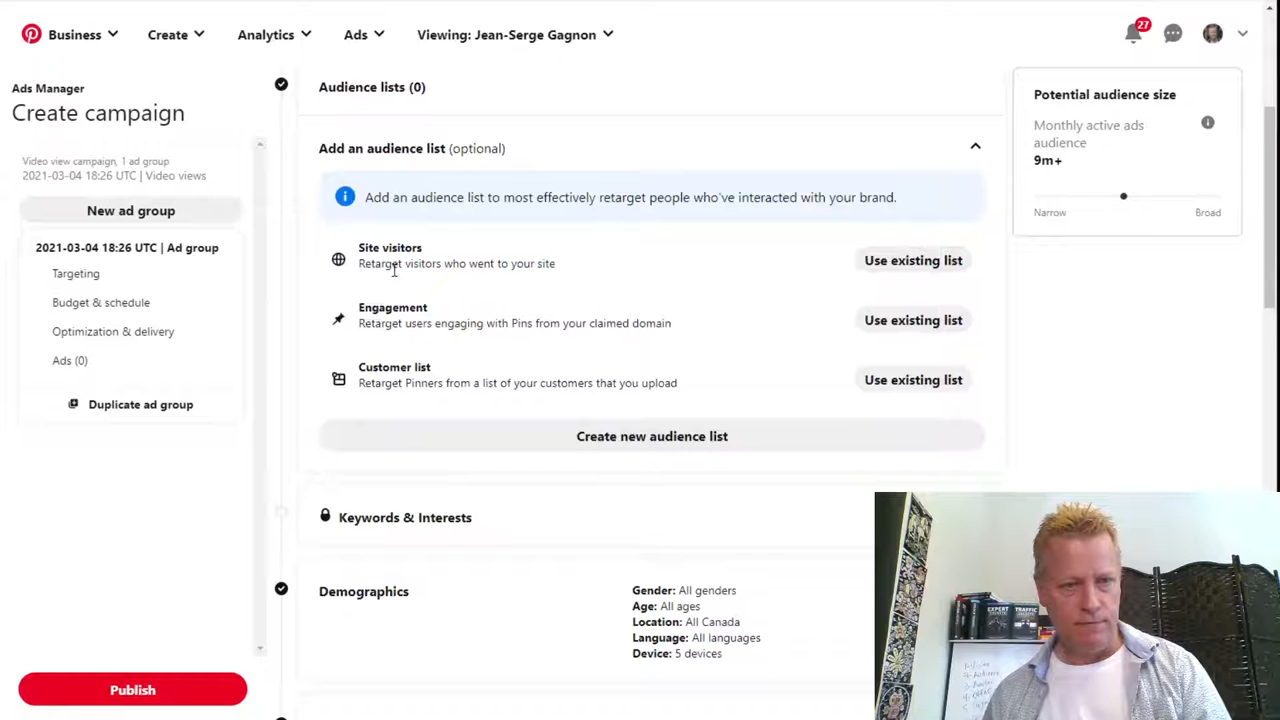 Business
Create
Analytics
Ads
Viewing: Jean-Serge Gagnon
27
Ads Manager
Create campaign
Video view campaign, 1 ad group
2021-03-04 18:26 UTC | Video views
New ad group
2021-03-04 18:26 UTC | Ad group
Targeting
Budget & schedule
Optimization & delivery
Ads (0)
Duplicate ad group
Publish
Audience lists (0)
Add an audience list (optional)
Add an audience list to most effectively retarget people who've interacted with your brand.
Site visitors
Retarget visitors who went to your site
Use existing list
Engagement
Retarget users engaging with Pins from your claimed domain
Use existing list
Customer list
Retarget Pinners from a list of your customers that you upload
Use existing list
Create new audience list
Keywords & Interests
Demographics
Gender: All genders
Age: All ages
Location: All Canada
Language: All languages
Device: 5 devices
Potential audience size
Monthly active ads
audience
9m+
Narrow
Broad
EXPERT
TRAFFIC